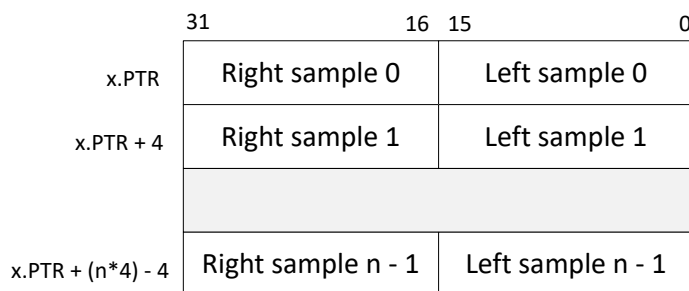 31 16 15 0
x.PTR Right sample 0 Left sample 0
x.PTR + 4 Right sample 1 Left sample 1
x.PTR + (n*4) - 4 Right sample n - 1 Left sample n - 1